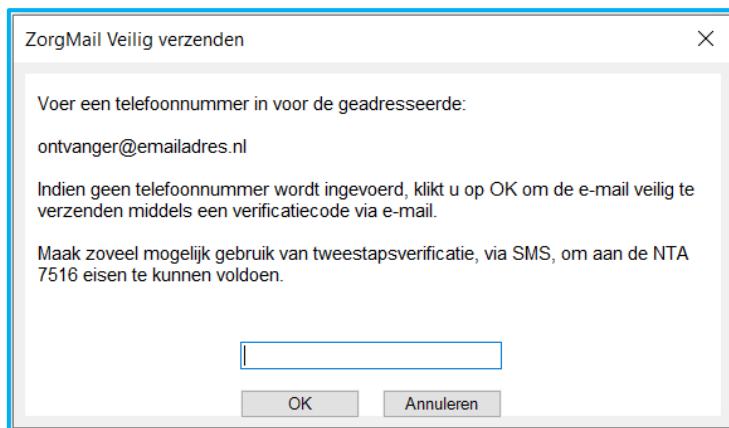 ZorgMail Veilig verzenden
Voer een telefoonnummer in voor de geadresseerde:
ontvanger@emailadres.nl
Indien geen telefoonnummer wordt ingevoerd, klikt u op OK om de e-mail veilig te
verzenden middels een verificatiecode via e-mail.
Maak zoveel mogelijk gebruik van tweestapsverificatie, via SMS, om aan de NTA
7516 eisen te kunnen voldoen.
OK Annuleren